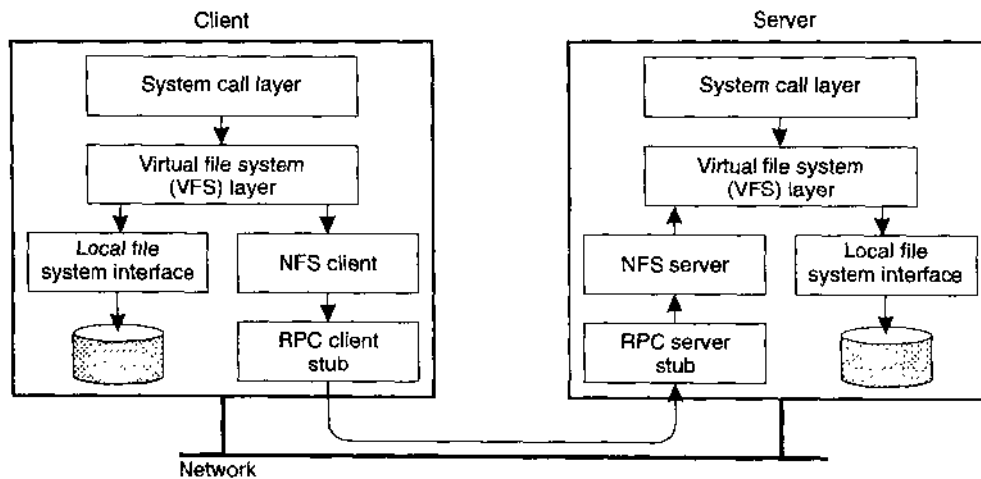 Client
System call layer
Virtual file system
(VFS) layer
Local file
system interface
NFS client
RPC client
stub
Server
System call layer
Virtual file system
(VFS) layer
NFS server
Local file
system interface
RPC server
stub
Network